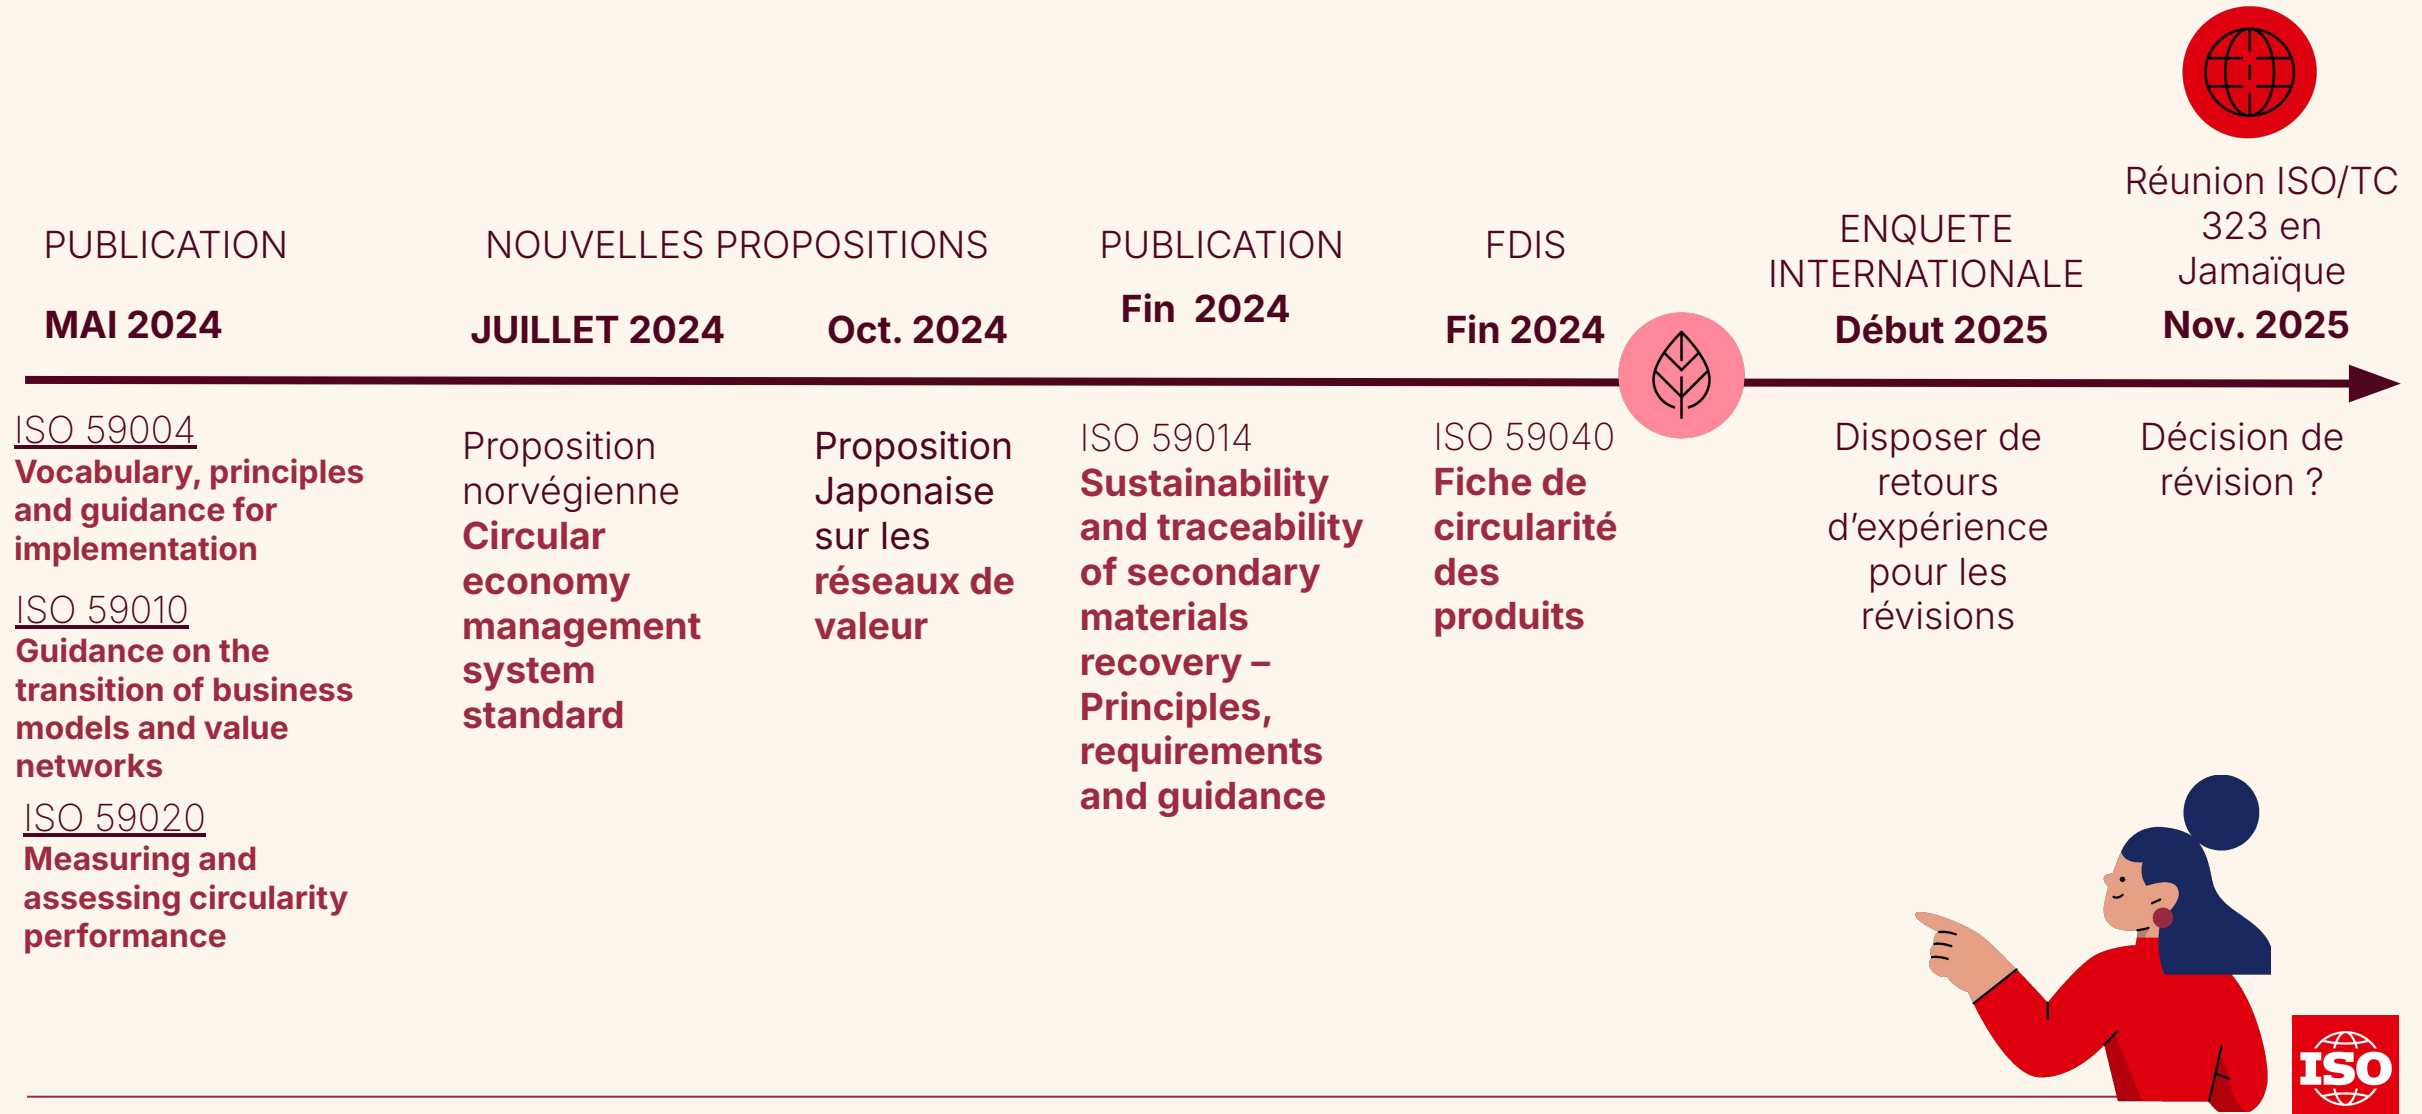 PUBLICATION
MAI 2024
ISO 59004
Vocabulary, principles
and guidance for
implementation
ISO 59010
Guidance on the
transition of business
models and value
networks
ISO 59020
Measuring and
assessing circularity
performance
NOUVELLES PROPOSITIONS
JUILLET 2024
Proposition
norvégienne
Circular
economy
management
system
standard
Oct. 2024
Proposition
Japonaise
sur les
réseaux de
valeur
PUBLICATION
Fin 2024
ISO 59014
Sustainability
and traceability
of secondary
materials
recovery –
Principles,
requirements
and guidance
FDIS
Fin 2024
ISO 59040
Fiche de
circularité
des
produits
ENQUETE
INTERNATIONALE
Début 2025
Disposer de
retours
d’expérience
pour les
révisions
Réunion ISO/TC
323 en
Jamaïque
Nov. 2025
Décision de
révision ?
ISO